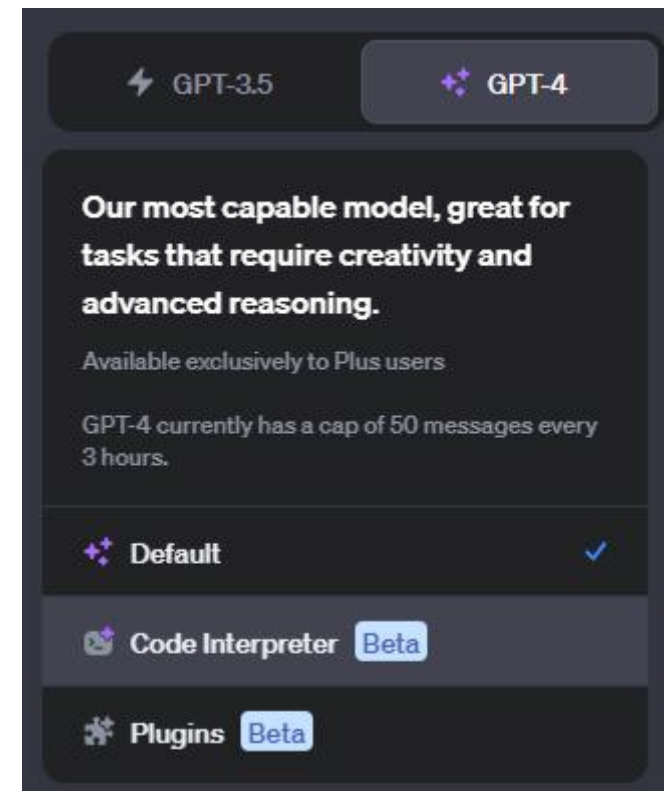 GPT-3.5
GPT-4
Our most capable model, great for
tasks that require creativity and
advanced reasoning.
Available exclusively to Plus users
GPT-4 currently has a cap of 50 messages every
3 hours.
Default
Code Interpreter Beta
Plugins Beta